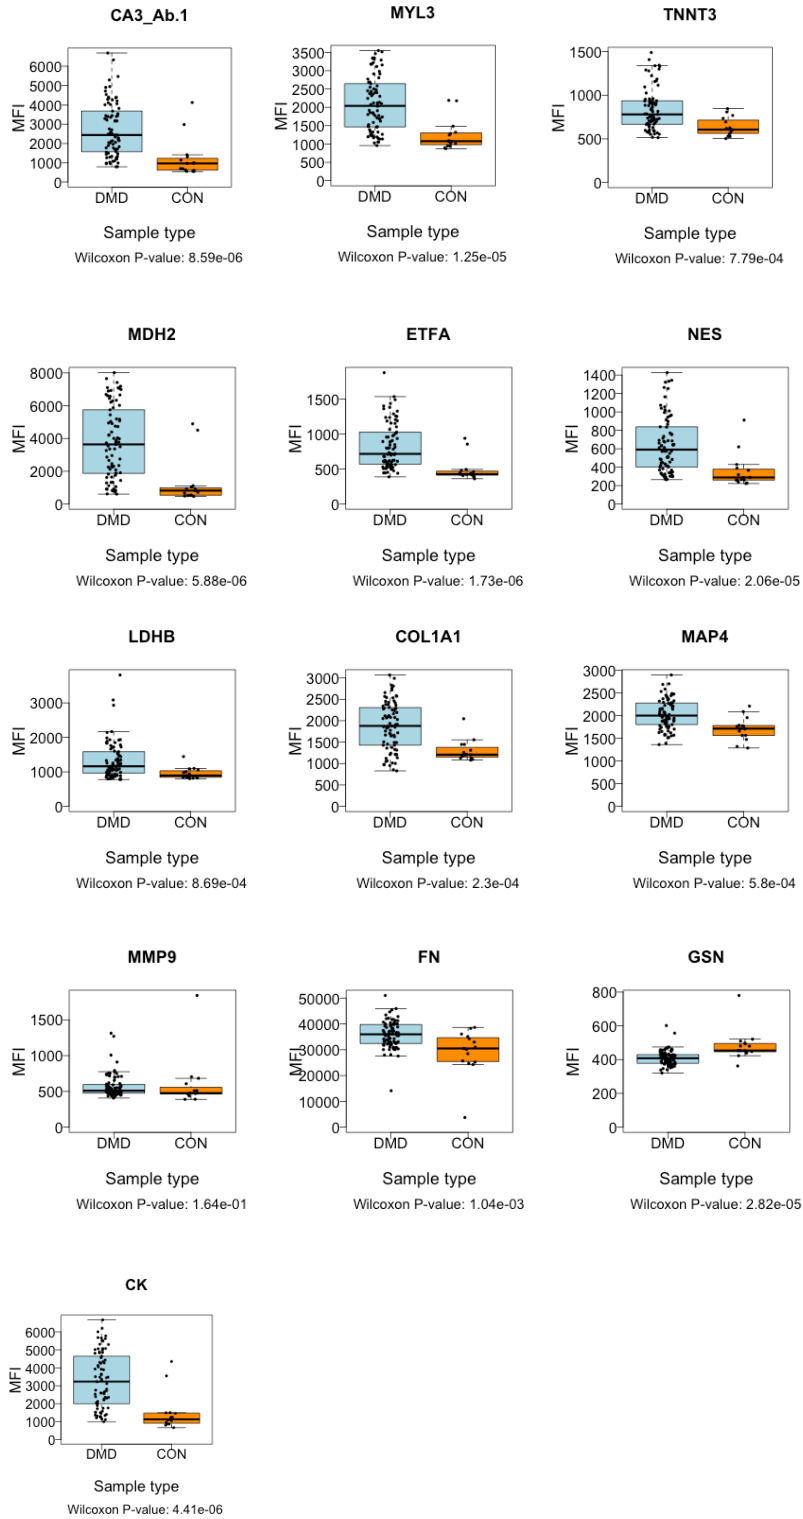 CA3_Ab.1
MYL3
TNNT3
MFI
6000
5000
4000
3000
2000
1000
0
DMD
CON
Sample type
Wilcoxon P-value: 8.59e-06
MFI
3500
3000
2500
2000
1500
1000
500
0
DMD
CON
Sample type
Wilcoxon P-value: 1.25e-05
MFI
1500
1000
500
0
DMD
CON
Sample type
Wilcoxon P-value: 7.79e-04
MDH2
ETFA
NES
MFI
8000
6000
4000
2000
0
DMD
CON
Sample type
Wilcoxon P-value: 5.88e-06
MFI
1500
1000
500
0
DMD
CON
Sample type
Wilcoxon P-value: 1.73e-06
MFI
1400
1200
1000
800
600
400
200
0
DMD
CON
Sample type
Wilcoxon P-value: 2.06e-05
LDHB
COL1A1
MAP4
MFI
3000
2000
1000
0
DMD
CON
Sample type
Wilcoxon P-value: 8.69e-04
MFI
3000
2500
2000
1500
1000
500
0
DMD
CON
Sample type
Wilcoxon P-value: 2.3e-04
MFI
3000
2500
2000
1500
1000
500
0
DMD
CON
Sample type
Wilcoxon P-value: 5.8e-04
MMP9
FN
GSN
MFI
1500
1000
500
0
DMD
CON
Sample type
Wilcoxon P-value: 1.64e-01
MFI
50000
40000
30000
20000
10000
0
DMD
CON
Sample type
Wilcoxon P-value: 1.04e-03
MFI
800
600
400
200
0
DMD
CON
Sample type
Wilcoxon P-value: 2.82e-05
CK
MFI
6000
5000
4000
3000
2000
1000
0
DMD
CON
Sample type
Wilcoxon P-value: 4.41e-06